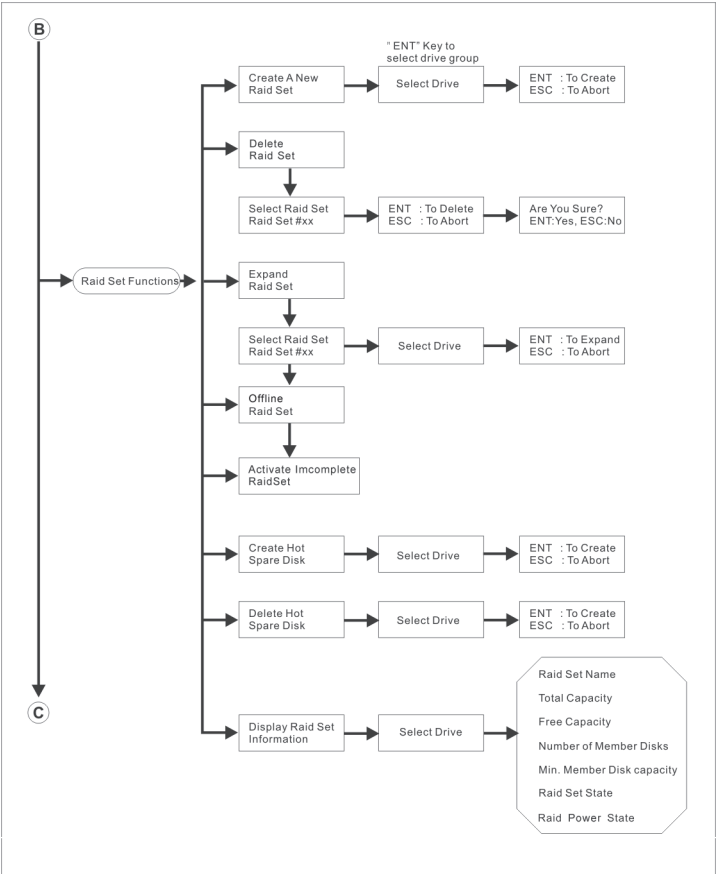 B
" ENT" Key to
select drive group
Create A New
Raid Set
Select Drive
ENT : To Create
ESC : To Abort
Delete
Raid Set
Select Raid Set
Raid Set #xx
ENT : To Delete
ESC : To Abort
Are You Sure?
ENT:Yes, ESC:No
Raid Set Functions
Expand
Raid Set
Select Raid Set
Raid Set #xx
Select Drive
ENT : To Expand
ESC : To Abort
Offline
Raid Set
Activate Imcomplete
RaidSet
Create Hot
Spare Disk
Select Drive
ENT : To Create
ESC : To Abort
Delete Hot
Spare Disk
Select Drive
ENT : To Create
ESC : To Abort
C
Display Raid Set
Information
Select Drive
Raid Set Name
Total Capacity
Free Capacity
Number of Member Disks
Min. Member Disk capacity
Raid Set State
Raid Power State